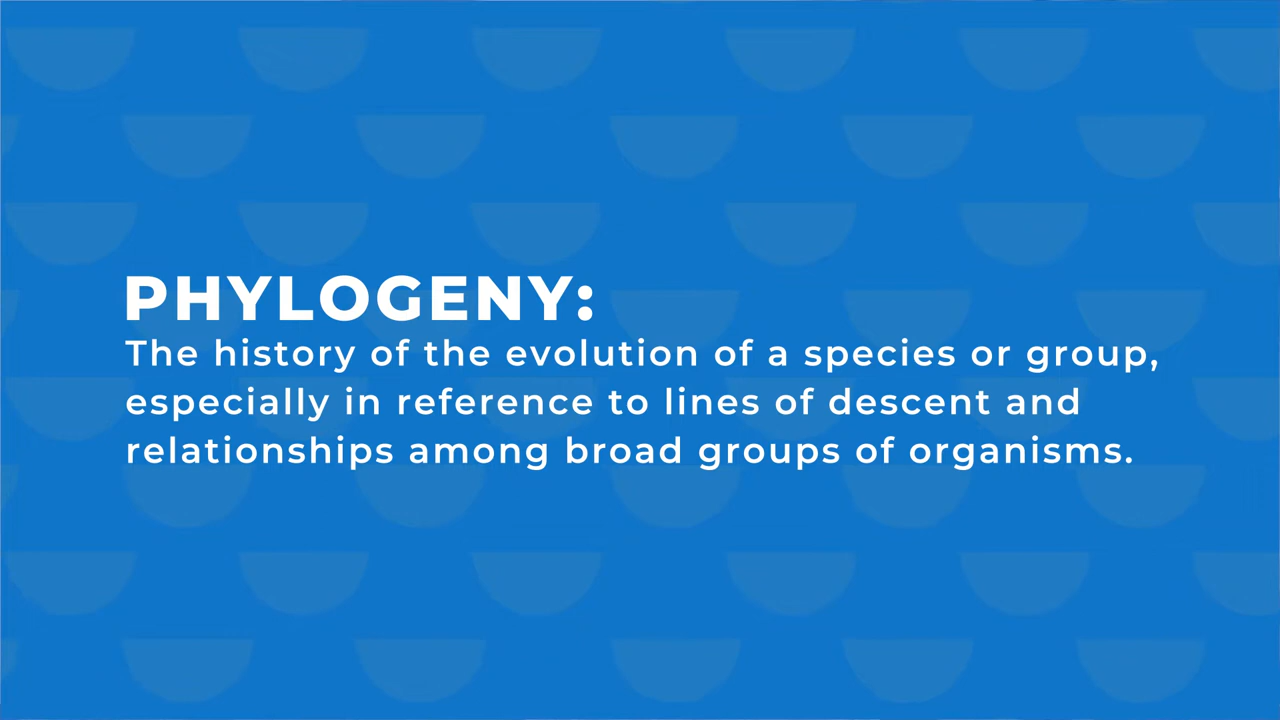 PHYLOGENY:
The history of the evolution of a species or group,
especially in reference to lines of descent and
relationships among broad groups of organisms.